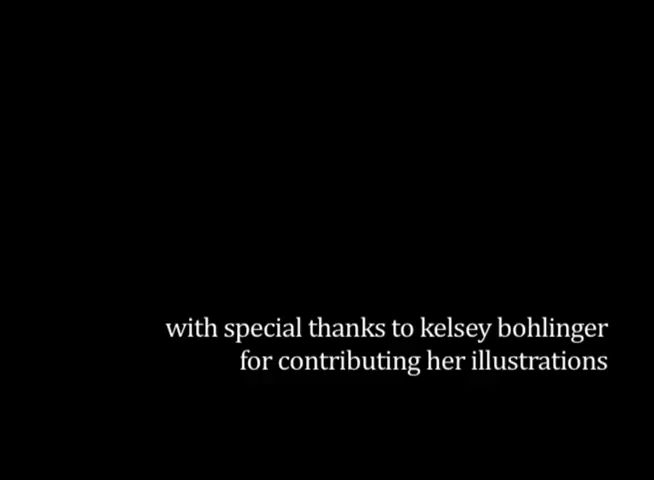 with special thanks to kelsey bohlinger
for contributing her illustrations